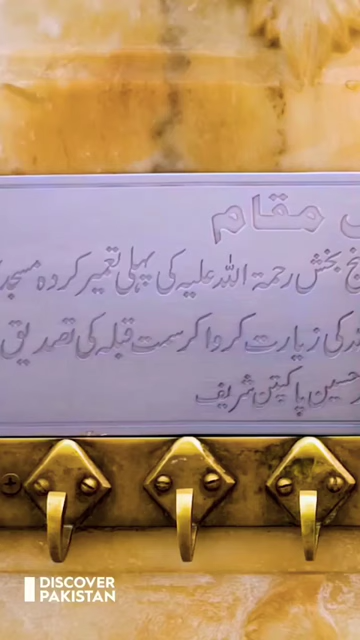 مقام
بخش رحمۃ اللہ علیہ کی پہلی تعمیر کردہ مسجد
کی زیارت کروا کر سمت قبلہ کی تصدیق
حسین پاکپتن شریف
DISCOVER
PAKISTAN